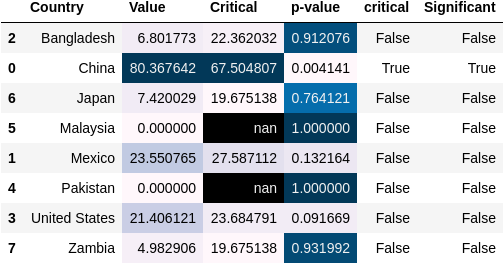 Country Value Critical p-value critical Significant
2 Bangladesh 6.801773 22.362032 0.912076 False False
0 China 80.367642 67.504807 0.004141 True True
6 Japan 7.420029 19.675138 0.764121 False False
5 Malaysia 0.000000 nan 1.000000 False False
1 Mexico 23.550765 27.587112 0.132164 False False
4 Pakistan 0.000000 nan 1.000000 False False
3 United States 21.406121 23.684791 0.091669 False False
7 Zambia 4.982906 19.675138 0.931992 False False